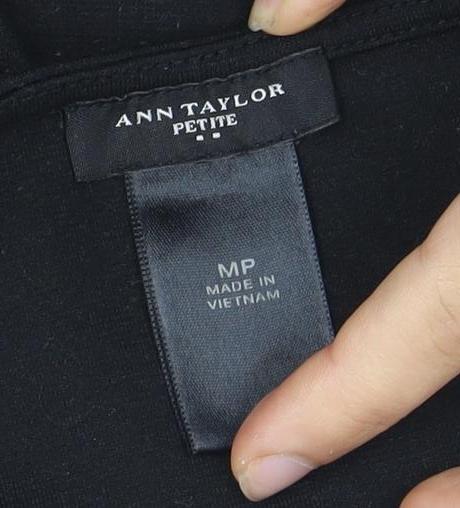 ANN TAYLOR
PETITE
MP
MADE IN
VIETNAM